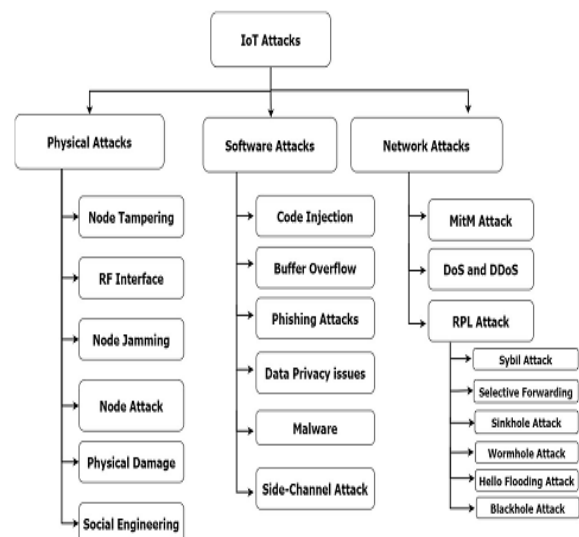 IoT Attacks
Physical Attacks
Software Attacks
Network Attacks
Node Tampering
RF Interface
Node Jamming
Node Attack
Physical Damage
Social Engineering
Code Injection
Buffer Overflow
Phishing Attacks
Data Privacy issues
Malware
Side-Channel Attack
MitM Attack
DoS and DDoS
RPL Attack
Sybil Attack
Selective Forwarding
Sinkhole Attack
Wormhole Attack
Hello Flooding Attack
Blackhole Attack